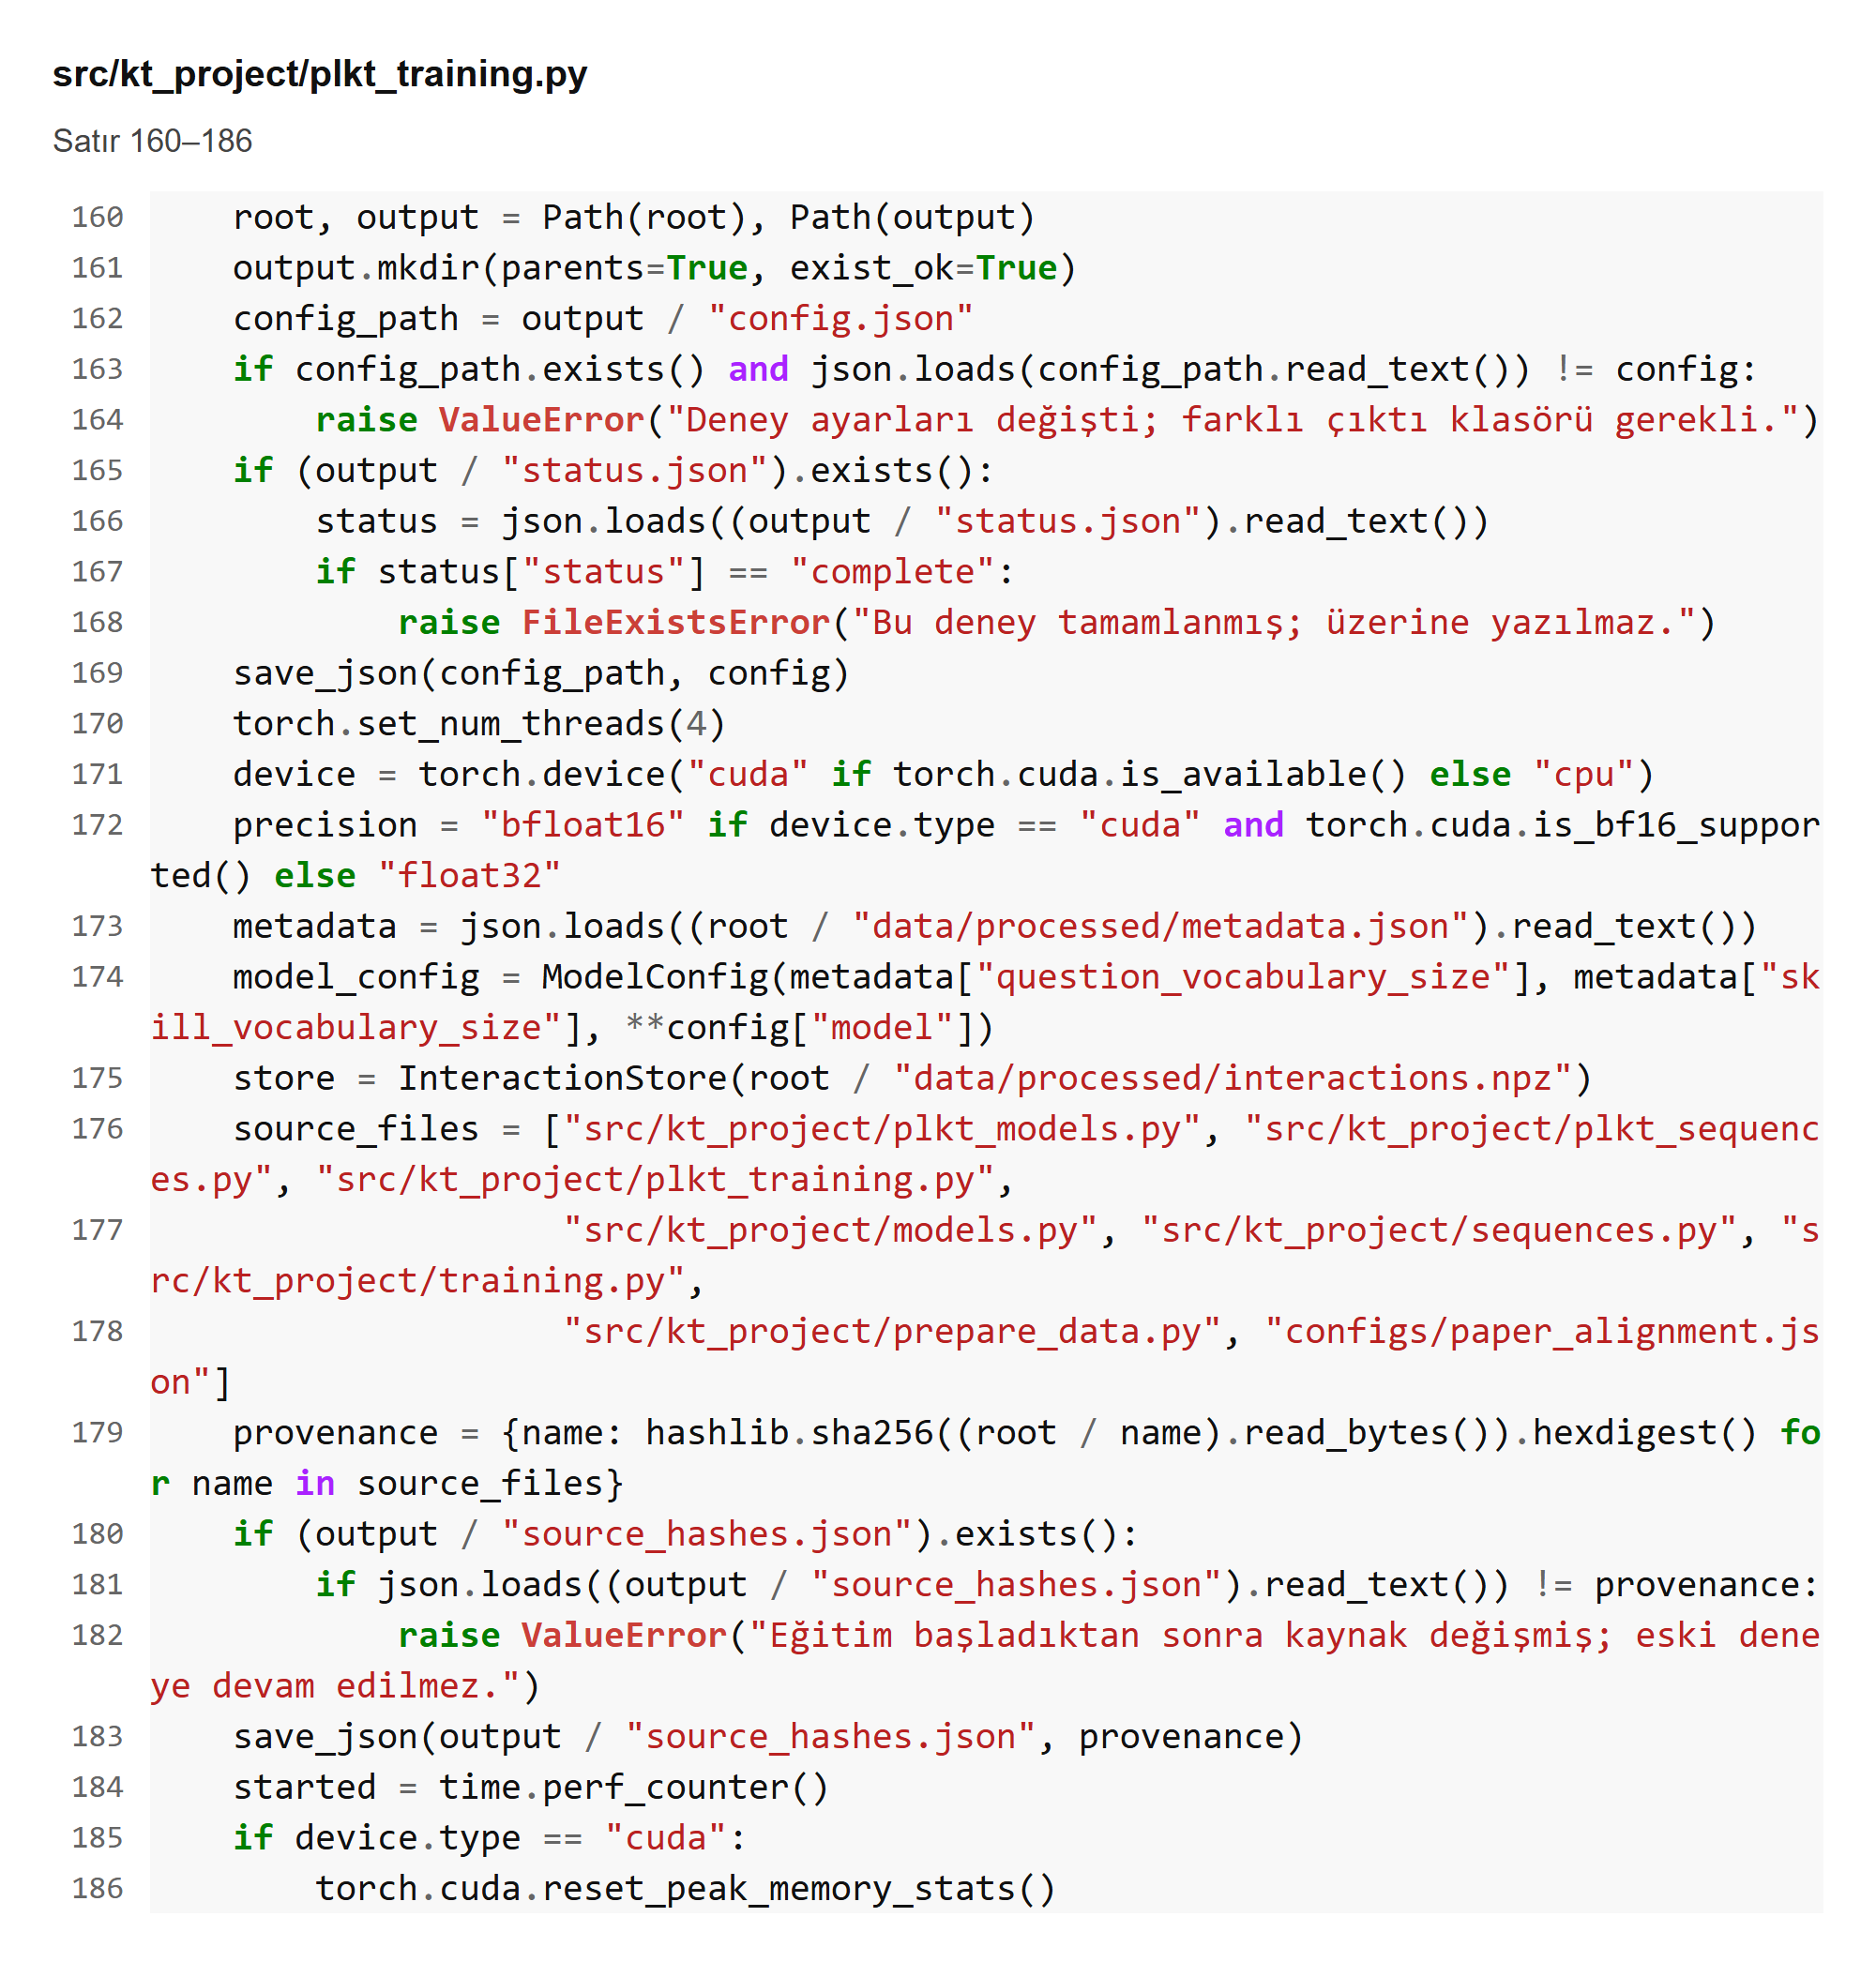 src/kt_project/plkt_training.py
Satır 160–186
160     root, output = Path(root), Path(output)
161     output.mkdir(parents=True, exist_ok=True)
162     config_path = output / "config.json"
163     if config_path.exists() and json.loads(config_path.read_text()) != config:
164         raise ValueError("Deney ayarları değişti; farklı çıktı klasörü gerekli.")
165     if (output / "status.json").exists():
166         status = json.loads((output / "status.json").read_text())
167         if status["status"] == "complete":
168             raise FileExistsError("Bu deney tamamlanmış; üzerine yazılmaz.")
169     save_json(config_path, config)
170     torch.set_num_threads(4)
171     device = torch.device("cuda" if torch.cuda.is_available() else "cpu")
172     precision = "bfloat16" if device.type == "cuda" and torch.cuda.is_bf16_suppor
ted() else "float32"
173     metadata = json.loads((root / "data/processed/metadata.json").read_text())
174     model_config = ModelConfig(metadata["question_vocabulary_size"], metadata["sk
ill_vocabulary_size"], **config["model"])
175     store = InteractionStore(root / "data/processed/interactions.npz")
176     source_files = ["src/kt_project/plkt_models.py", "src/kt_project/plkt_sequenc
es.py", "src/kt_project/plkt_training.py",
177                     "src/kt_project/models.py", "src/kt_project/sequences.py", "s
rc/kt_project/training.py",
178                     "src/kt_project/prepare_data.py", "configs/paper_alignment.js
on"]
179     provenance = {name: hashlib.sha256((root / name).read_bytes()).hexdigest() fo
r name in source_files}
180     if (output / "source_hashes.json").exists():
181         if json.loads((output / "source_hashes.json").read_text()) != provenance:
182             raise ValueError("Eğitim başladıktan sonra kaynak değişmiş; eski dene
ye devam edilmez.")
183     save_json(output / "source_hashes.json", provenance)
184     started = time.perf_counter()
185     if device.type == "cuda":
186         torch.cuda.reset_peak_memory_stats()